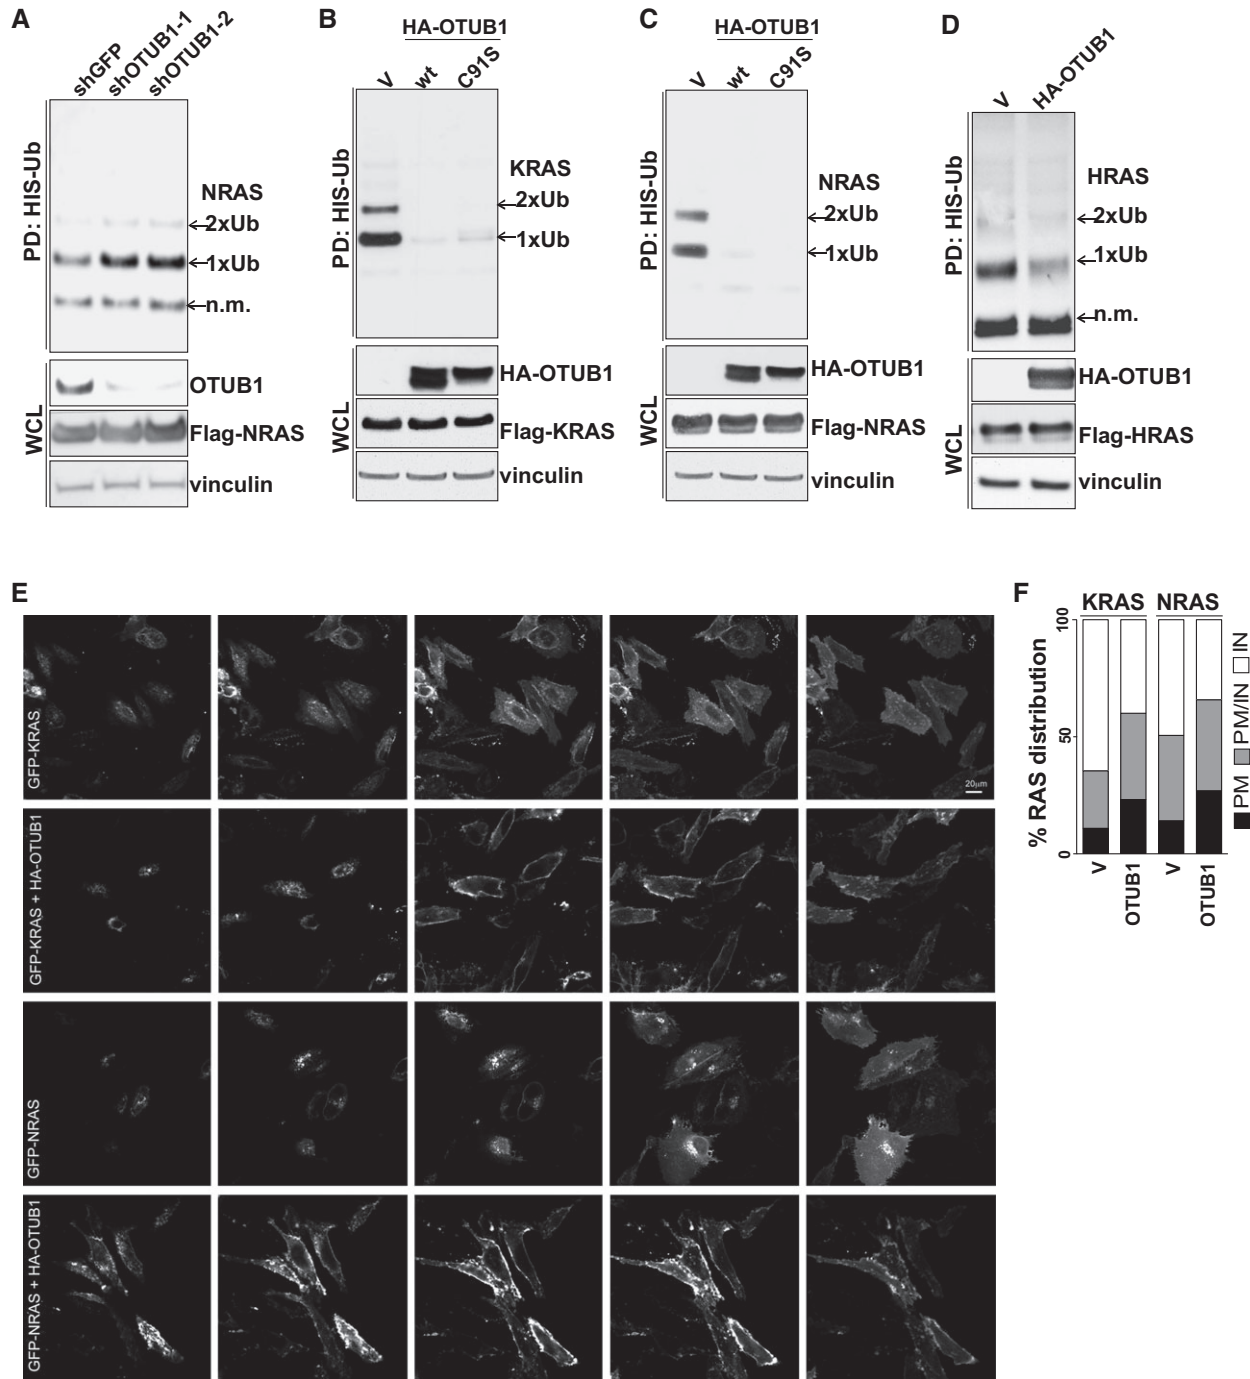 A
shGFP
shOTUB1-1
shOTUB1-2
PD: HIS-Ub
NRAS
2xUb
1xUb
n.m.
WCL
OTUB1
Flag-NRAS
vinculin
B
HA-OTUB1
V
wt
C91S
PD: HIS-Ub
KRAS
2xUb
1xUb
WCL
HA-OTUB1
Flag-KRAS
vinculin
C
HA-OTUB1
V
wt
C91S
PD: HIS-Ub
NRAS
2xUb
1xUb
WCL
HA-OTUB1
Flag-NRAS
vinculin
D
V
HA-OTUB1
PD: HIS-Ub
HRAS
2xUb
1xUb
n.m.
WCL
HA-OTUB1
Flag-HRAS
vinculin
E
GFP-KRAS
20µm
GFP-KRAS + HA-OTUB1
GFP-NRAS
GFP-NRAS + HA-OTUB1
F
KRAS NRAS
% RAS distribution
100
50
0
V
OTUB1
V
OTUB1
PM
PM/IN
IN